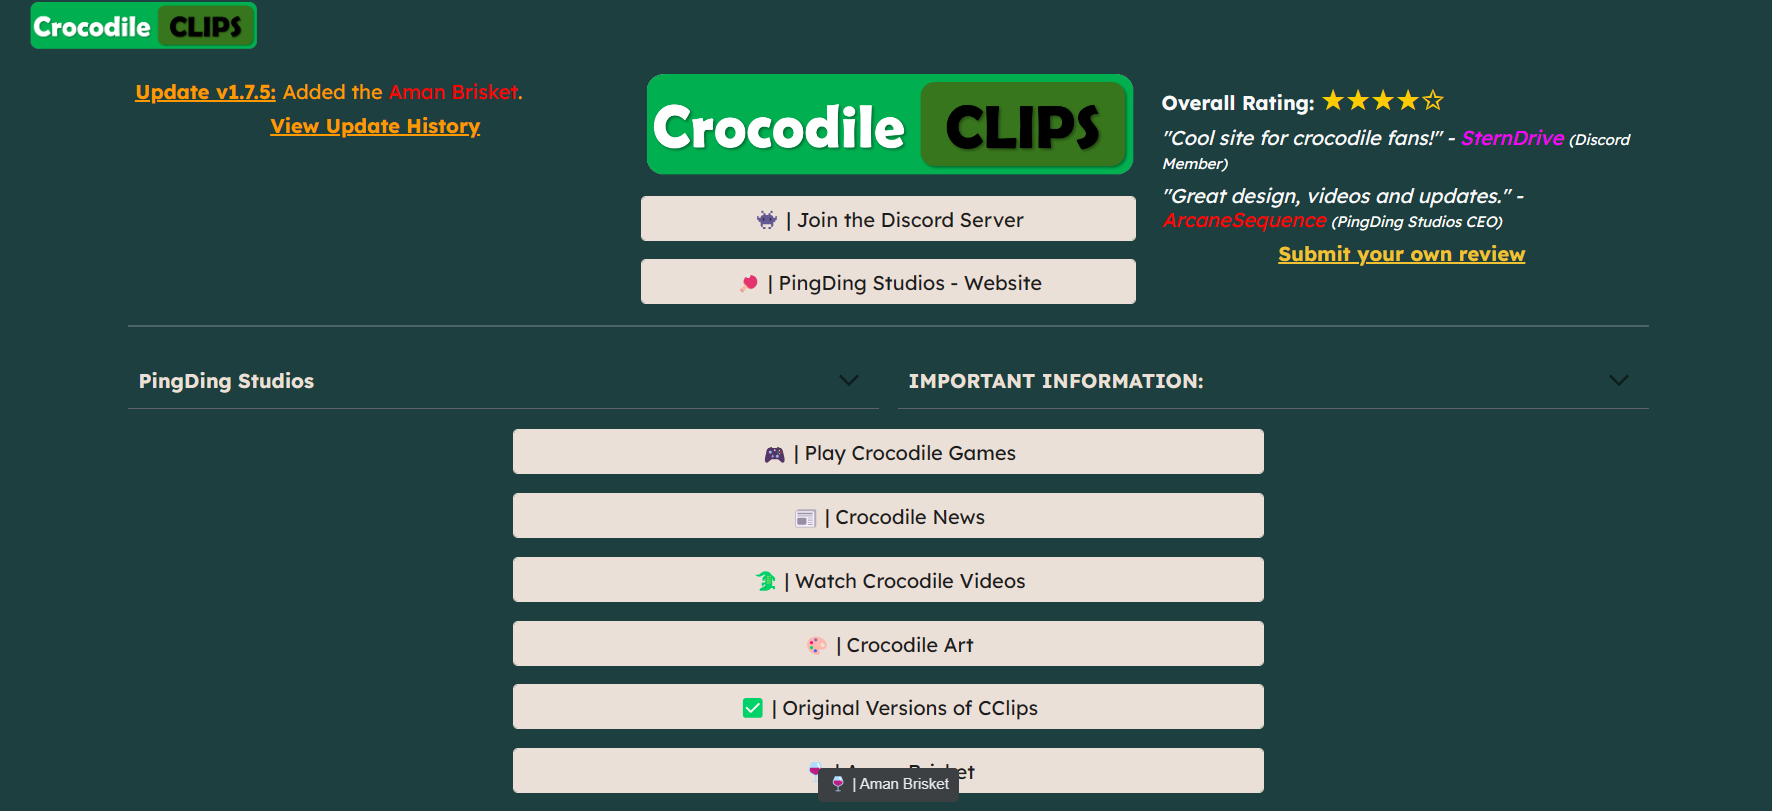 Crocodile CLIPS
Update v1.7.5: Added the Aman Brisket.
View Update History
Crocodile CLIPS
| Join the Discord Server
| PingDing Studios - Website
Overall Rating: ★★★★☆
"Cool site for crocodile fans!" - SternDrive (Discord
Member)
"Great design, videos and updates." -
ArcaneSequence (PingDing Studios CEO)
Submit your own review
PingDing Studios
IMPORTANT INFORMATION:
| Play Crocodile Games
| Crocodile News
| Watch Crocodile Videos
| Crocodile Art
| Original Versions of CClips
| Aman Brisket
| Aman Brisket